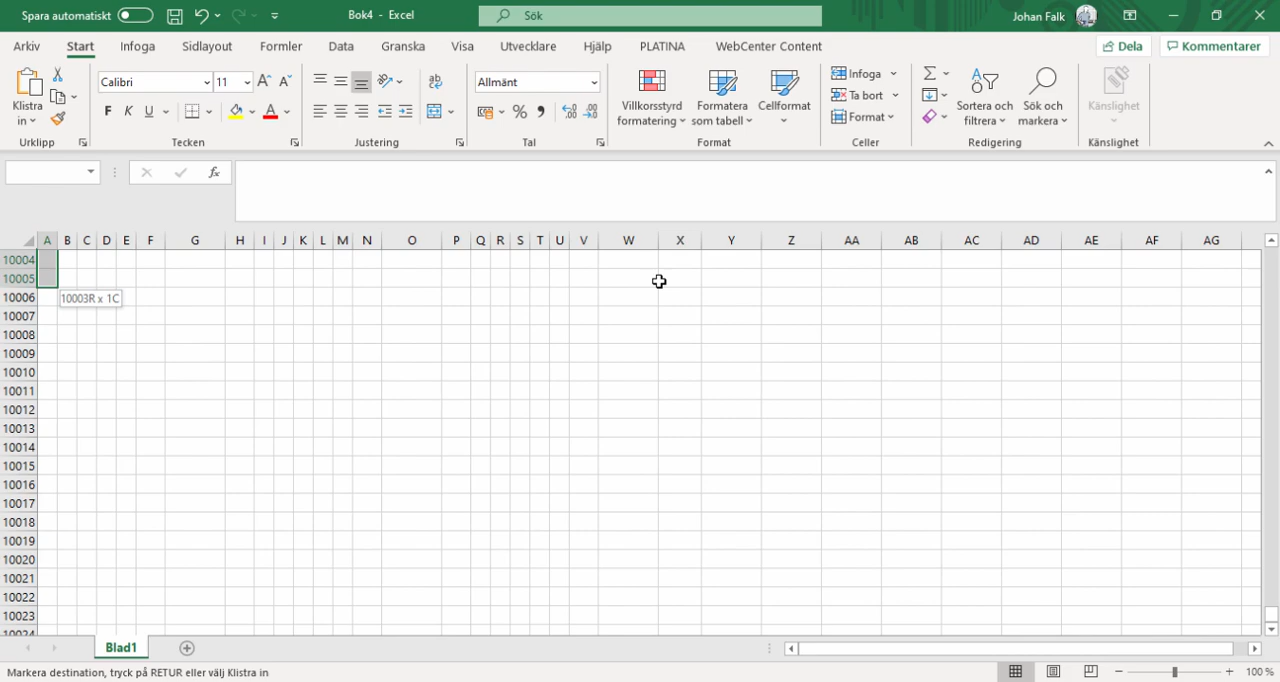 Spara automatiskt Bok4 - Excel Sök Johan Falk
Arkiv Start Infoga Sidlayout Formler Data Granska Visa Utvecklare Hjälp PLATINA WebCenter Content Dela Kommentarer
Klistra in
Urklipp
Calibri 11
F K U A
Tecken
Justering
Allmänt
Tal
Villkorsstyrd formatering
Formatera som tabell
Cellformat
Format
Infoga
Ta bort
Format
Celler
Sortera och filtrera
Sök och markera
Redigering
Känslighet
Känslighet
fx
A B C D E F G H I J K L M N O P Q R S T U V W X Y Z AA AB AC AD AE AF AG
10004
10005
10006 10003R x 1C
10007
10008
10009
10010
10011
10012
10013
10014
10015
10016
10017
10018
10019
10020
10021
10022
10023
10024
Blad1
Markera destination, tryck på RETUR eller välj Klistra in 100 %